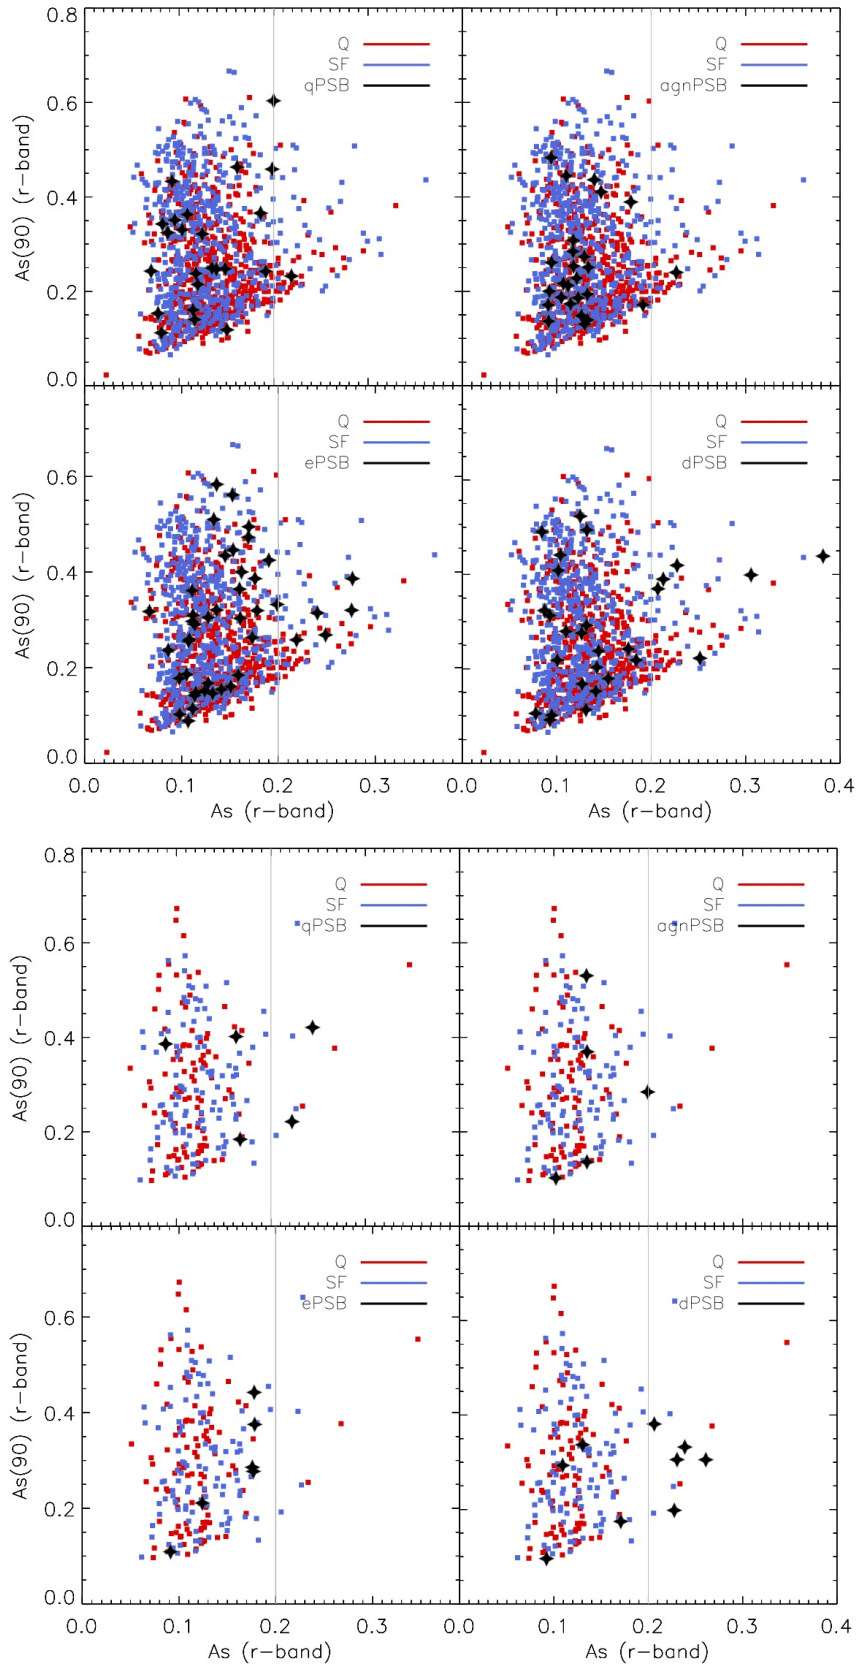 0.8
Q
SF
qPSB
Q
SF
agnPSB
0.6
0.4
0.2
0.0
As(90) (r-band)
Q
SF
ePSB
Q
SF
dPSB
0.6
0.4
0.2
0.0
As(90) (r-band)
0.0 0.1 0.2 0.3 0.0 0.1 0.2 0.3 0.4
As (r-band) As (r-band)
0.8
Q
SF
qPSB
Q
SF
agnPSB
0.6
0.4
0.2
0.0
As(90) (r-band)
Q
SF
ePSB
Q
SF
dPSB
0.6
0.4
0.2
0.0
As(90) (r-band)
0.0 0.1 0.2 0.3 0.0 0.1 0.2 0.3 0.4
As (r-band) As (r-band)